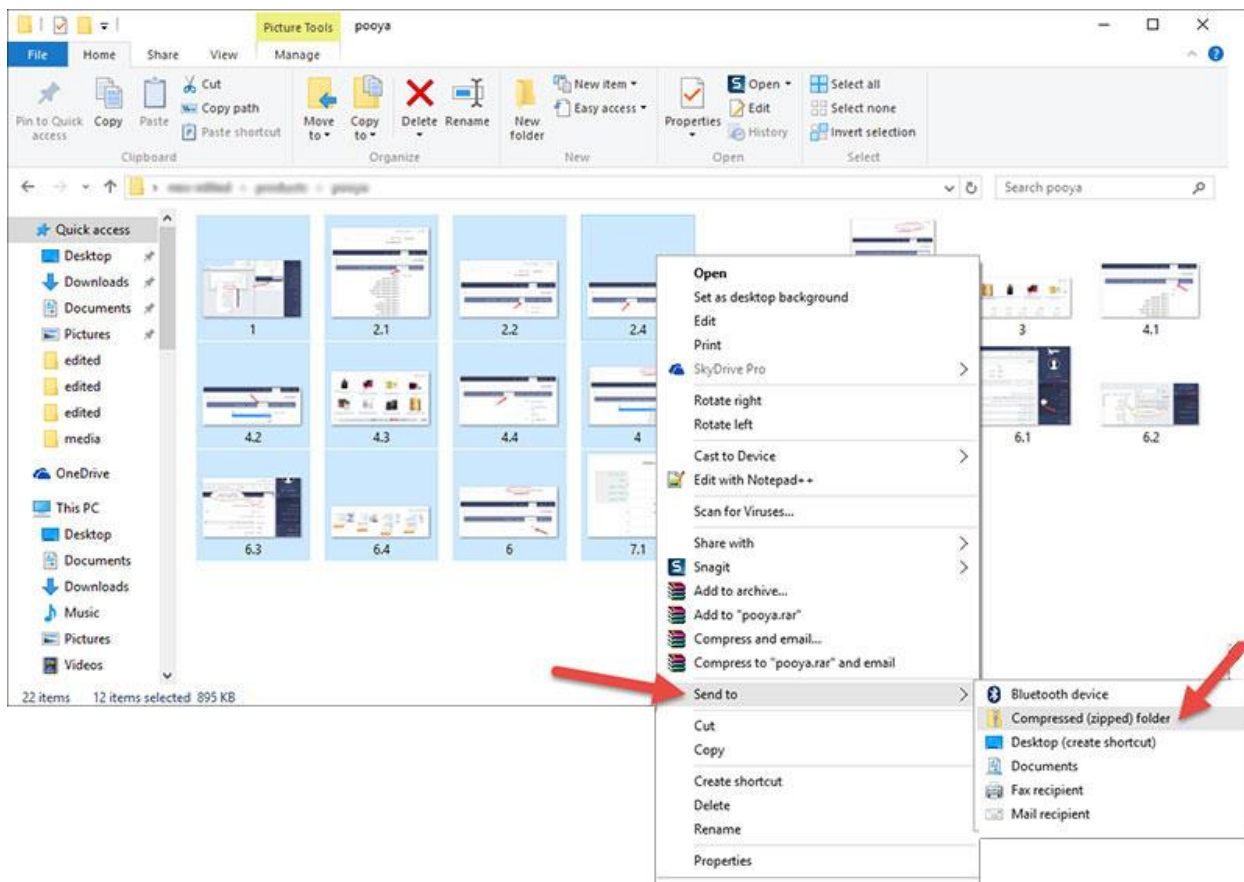 Picture Tools pooya
File Home Share View Manage
Pin to Quick access
Copy
Paste
Cut
Copy path
Paste shortcut
Clipboard
Move to
Copy to
Delete
Rename
Organize
New folder
New item
Easy access
New
Properties
Open
Edit
History
Open
Select all
Select none
Invert selection
Select
Search pooya
Quick access
Desktop
Downloads
Documents
Pictures
edited
edited
edited
media
OneDrive
This PC
Desktop
Documents
Downloads
Music
Pictures
Videos
1 2.1 2.2 2.4 3 4.1
4.2 4.3 4.4 4 6.1 6.2
6.3 6.4 6 7.1
22 items 12 items selected 895 KB
Open
Set as desktop background
Edit
Print
SkyDrive Pro
Rotate right
Rotate left
Cast to Device
Edit with Notepad++
Scan for Viruses...
Share with
Snagit
Add to archive...
Add to "pooya.rar"
Compress and email...
Compress to "pooya.rar" and email
Send to
Cut
Copy
Create shortcut
Delete
Rename
Properties
Bluetooth device
Compressed (zipped) folder
Desktop (create shortcut)
Documents
Fax recipient
Mail recipient